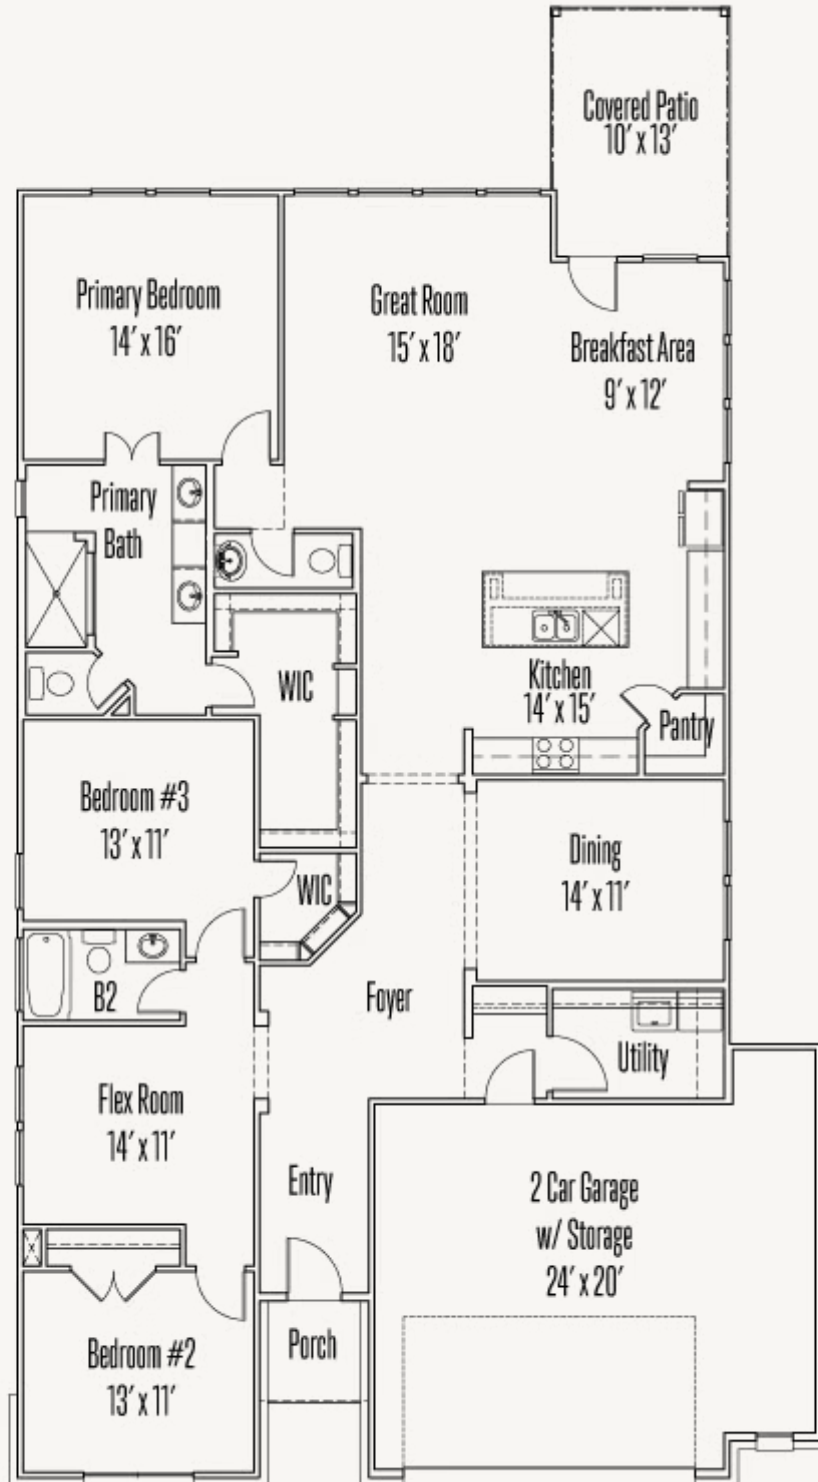 Covered Patio
10' x 13'
Primary Bedroom
14' x 16'
Great Room
15' x 18'
Breakfast Area
9' x 12'
Primary
Bath
WIC
Kitchen
14' x 15'
Pantry
Bedroom #3
13' x 11'
WIC
Dining
14' x 11'
B2
Foyer
Utility
Flex Room
14' x 11'
Entry
2 Car Garage
w/ Storage
24' x 20'
Porch
Bedroom #2
13' x 11'